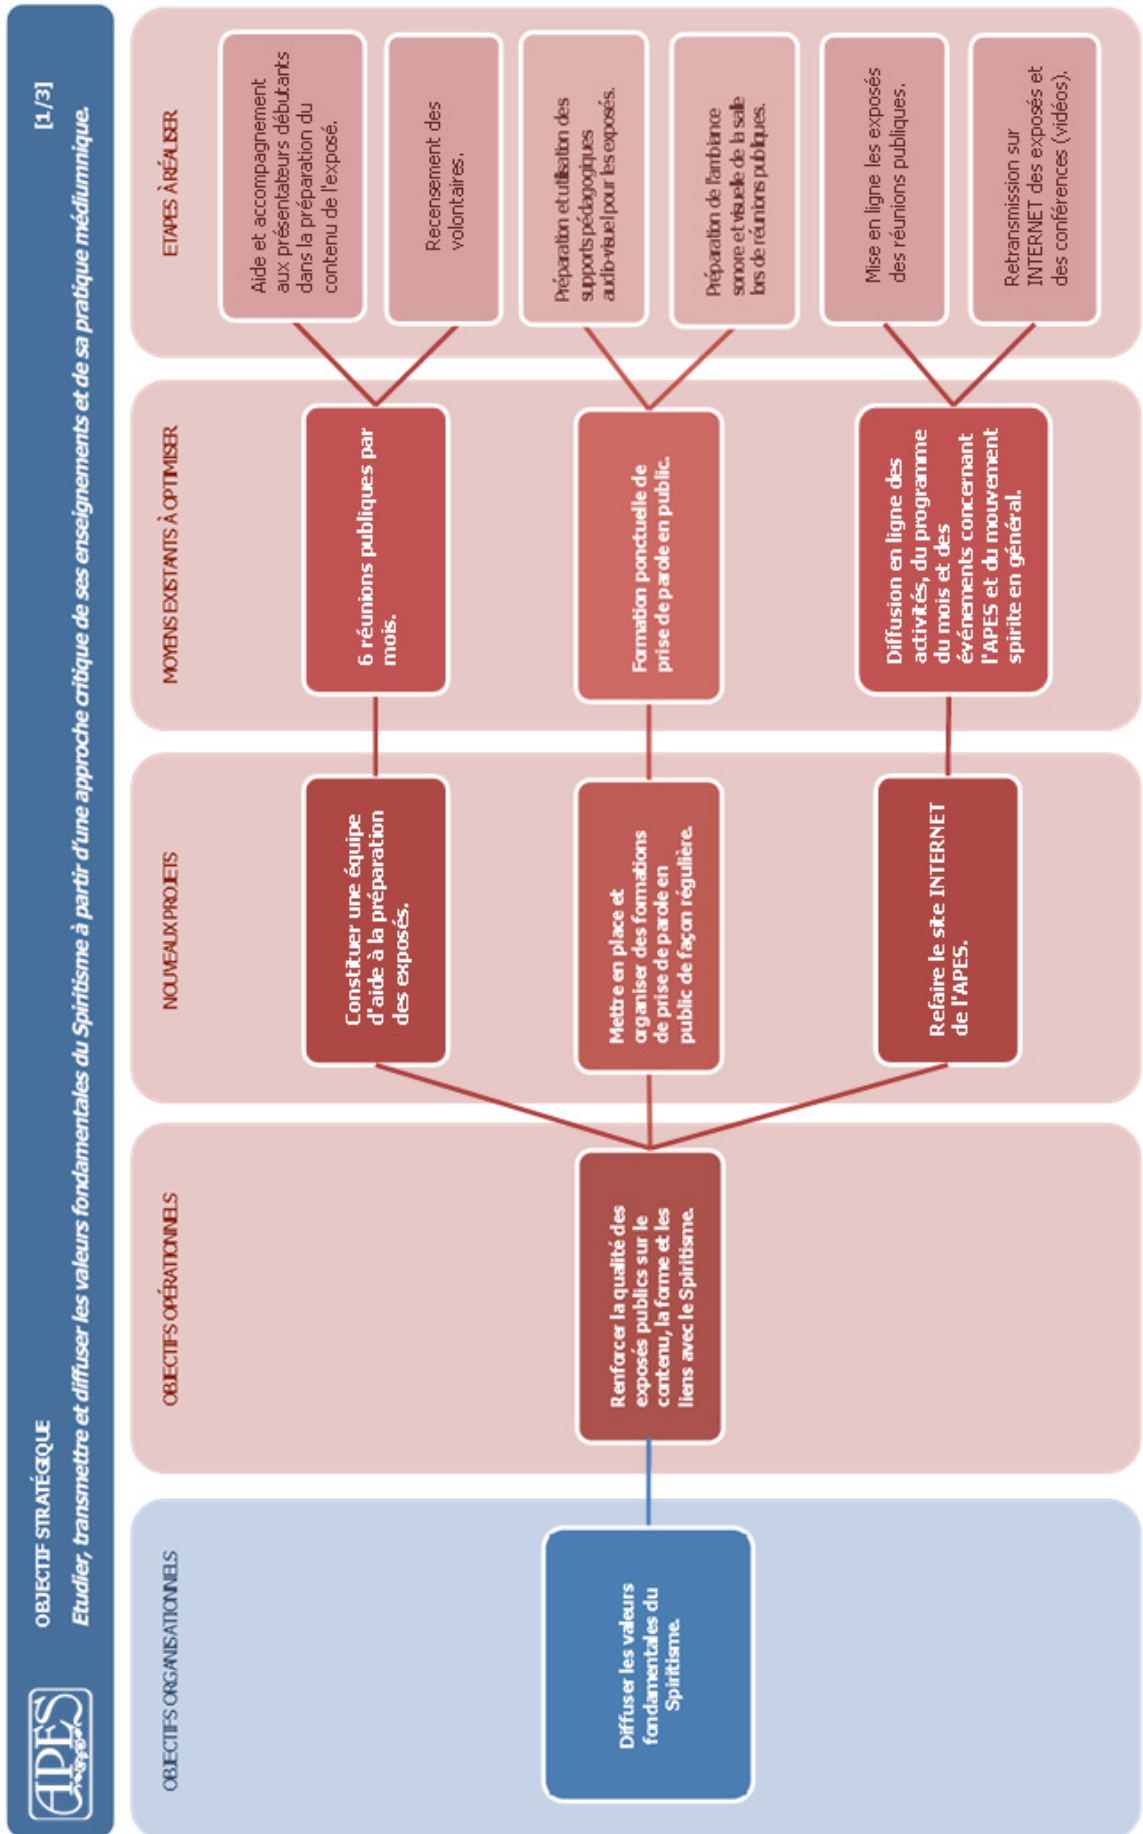 APES
OBJECTIF STRATÉGIQUE
[1/3]
Etudier, transmettre et diffuser les valeurs fondamentales du Spiritisme à partir d'une approche critique de ses enseignements et de sa pratique médiumnique.
OBJECTIFS ORGANISATIONNELS
Diffuser les valeurs
fondamentales du
Spiritisme.
OBJECTIFS OPÉRATIONNELS
Renforcer la qualité des
exposés publics sur le
contenu, la forme et les
liens avec le Spiritisme.
NOUVEAUX PROJETS
Constituer une équipe
d'aide à la préparation
des exposés.
Mettre en place et
organiser des formations
de prise de parole en
public de façon régulière.
Refaire le site INTERNET
de l'APES.
MOYENS EXISTANTS À OPTIMISER
6 réunions publiques par
mois.
Formation ponctuelle de
prise de parole en public.
Diffusion en ligne des
activités, du programme
du mois et des
événements concernant
l'APES et du mouvement
spirite en général.
ETAPES À RÉALISER
Aide et accompagnement
aux présentateurs débutants
dans la préparation du
contenu de l'exposé.
Recensement des
volontaires.
Préparation et utilisation des
supports pédagogiques
audio-visuel pour les exposés.
Préparation de l'ambiance
sonore et visuelle de la salle
lors de réunions publiques.
Mise en ligne les exposés
des réunions publiques.
Retransmission sur
INTERNET des exposés et
des conférences (vidéos).